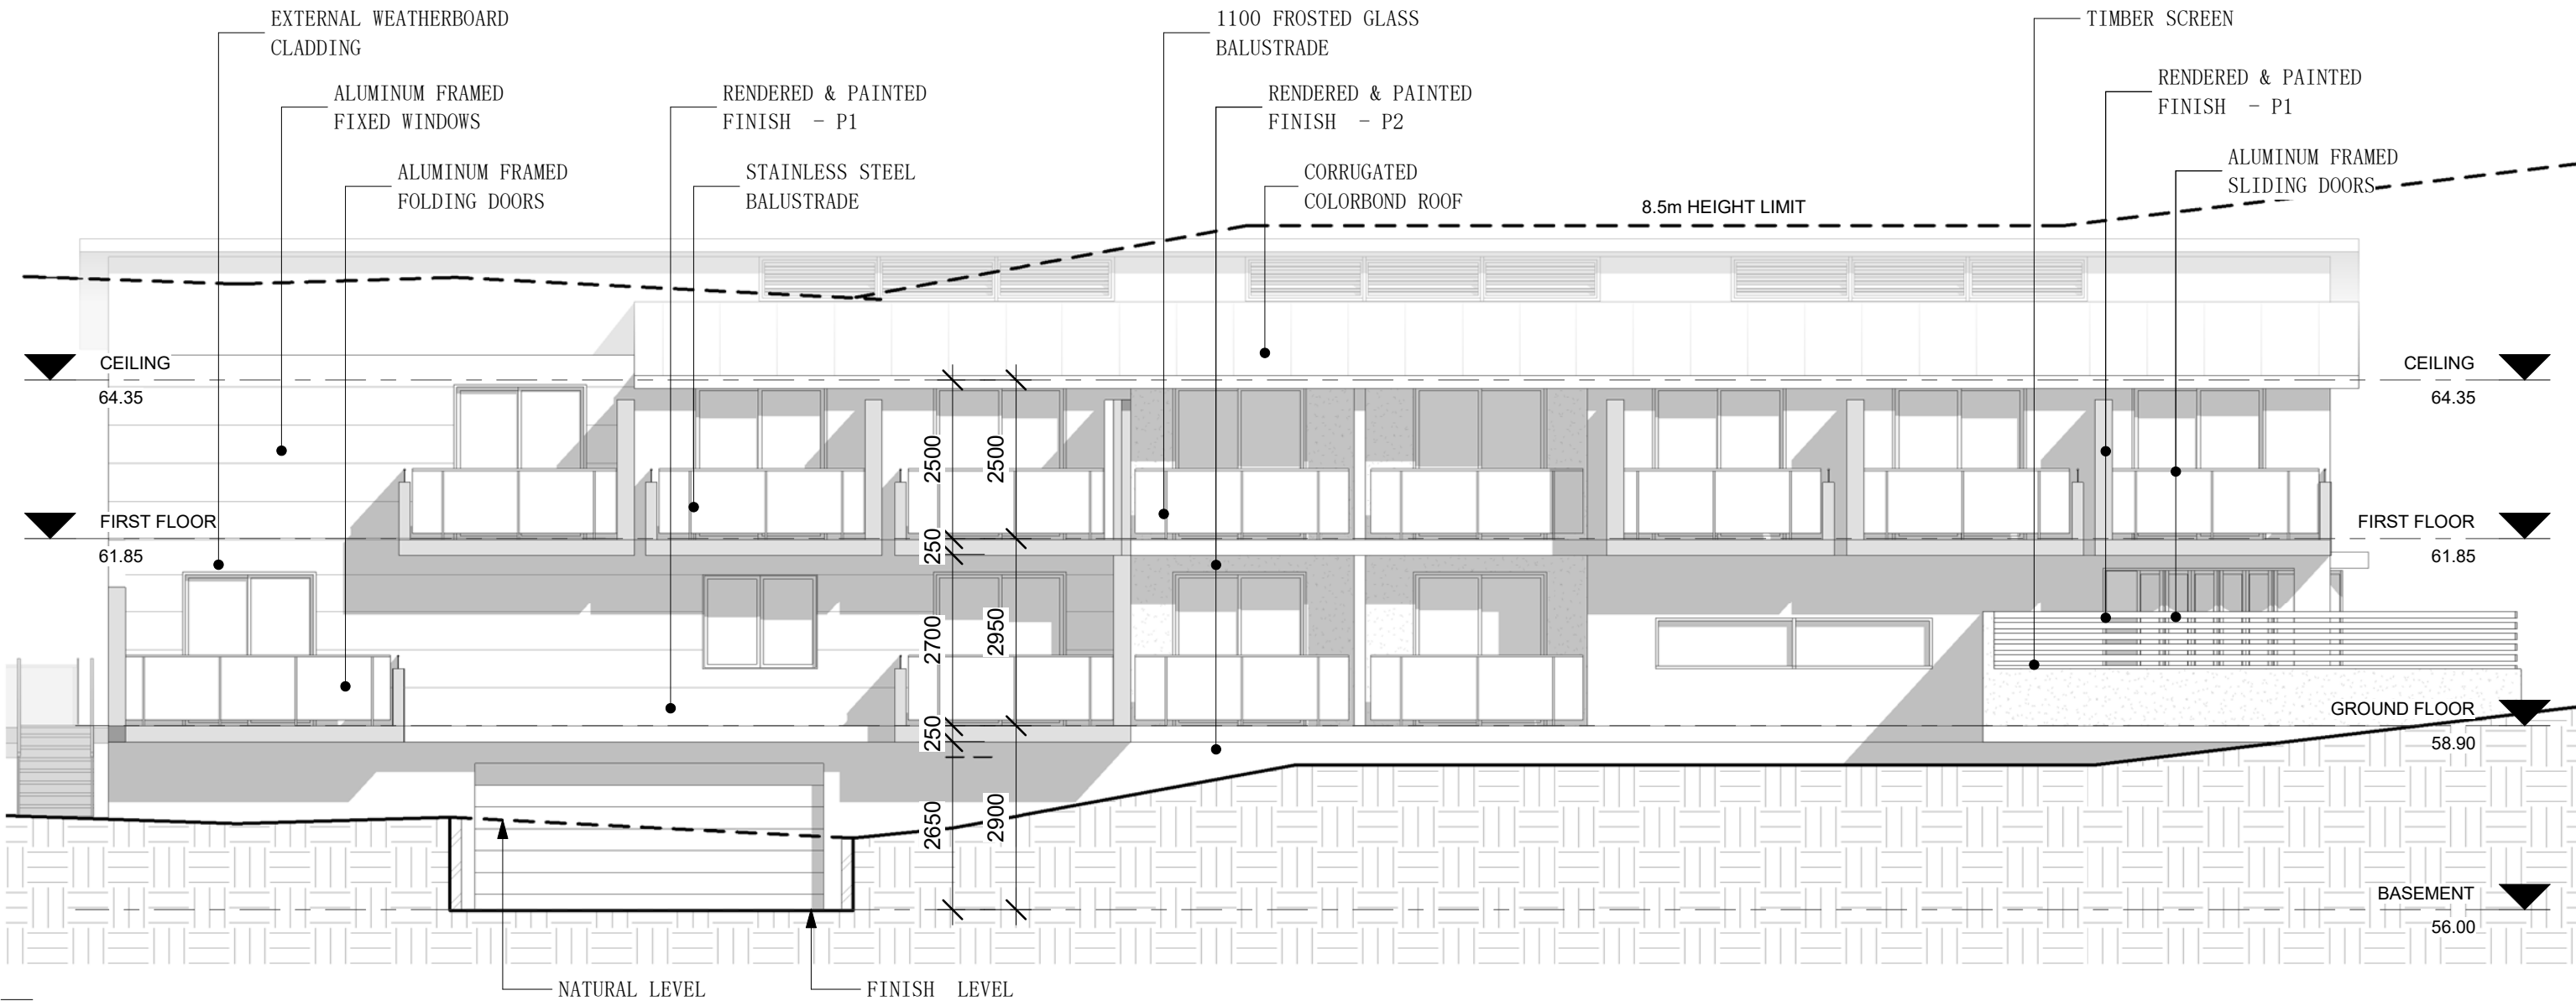 EXTERNAL WEATHERBOARD
CLADDING
1100 FROSTED GLASS
BALUSTRADE
TIMBER SCREEN
ALUMINUM FRAMED
FIXED WINDOWS
RENDERED & PAINTED
FINISH - P1
RENDERED & PAINTED
FINISH - P2
RENDERED & PAINTED
FINISH - P1
ALUMINUM FRAMED
FOLDING DOORS
STAINLESS STEEL
BALUSTRADE
CORRUGATED
COLORBOND ROOF
ALUMINUM FRAMED
SLIDING DOORS
8.5m HEIGHT LIMIT
CEILING
64.35
CEILING
64.35
2500
2500
FIRST FLOOR
61.85
FIRST FLOOR
61.85
250
2700
2950
GROUND FLOOR
58.90
250
2650
2900
BASEMENT
56.00
NATURAL LEVEL
FINISH LEVEL